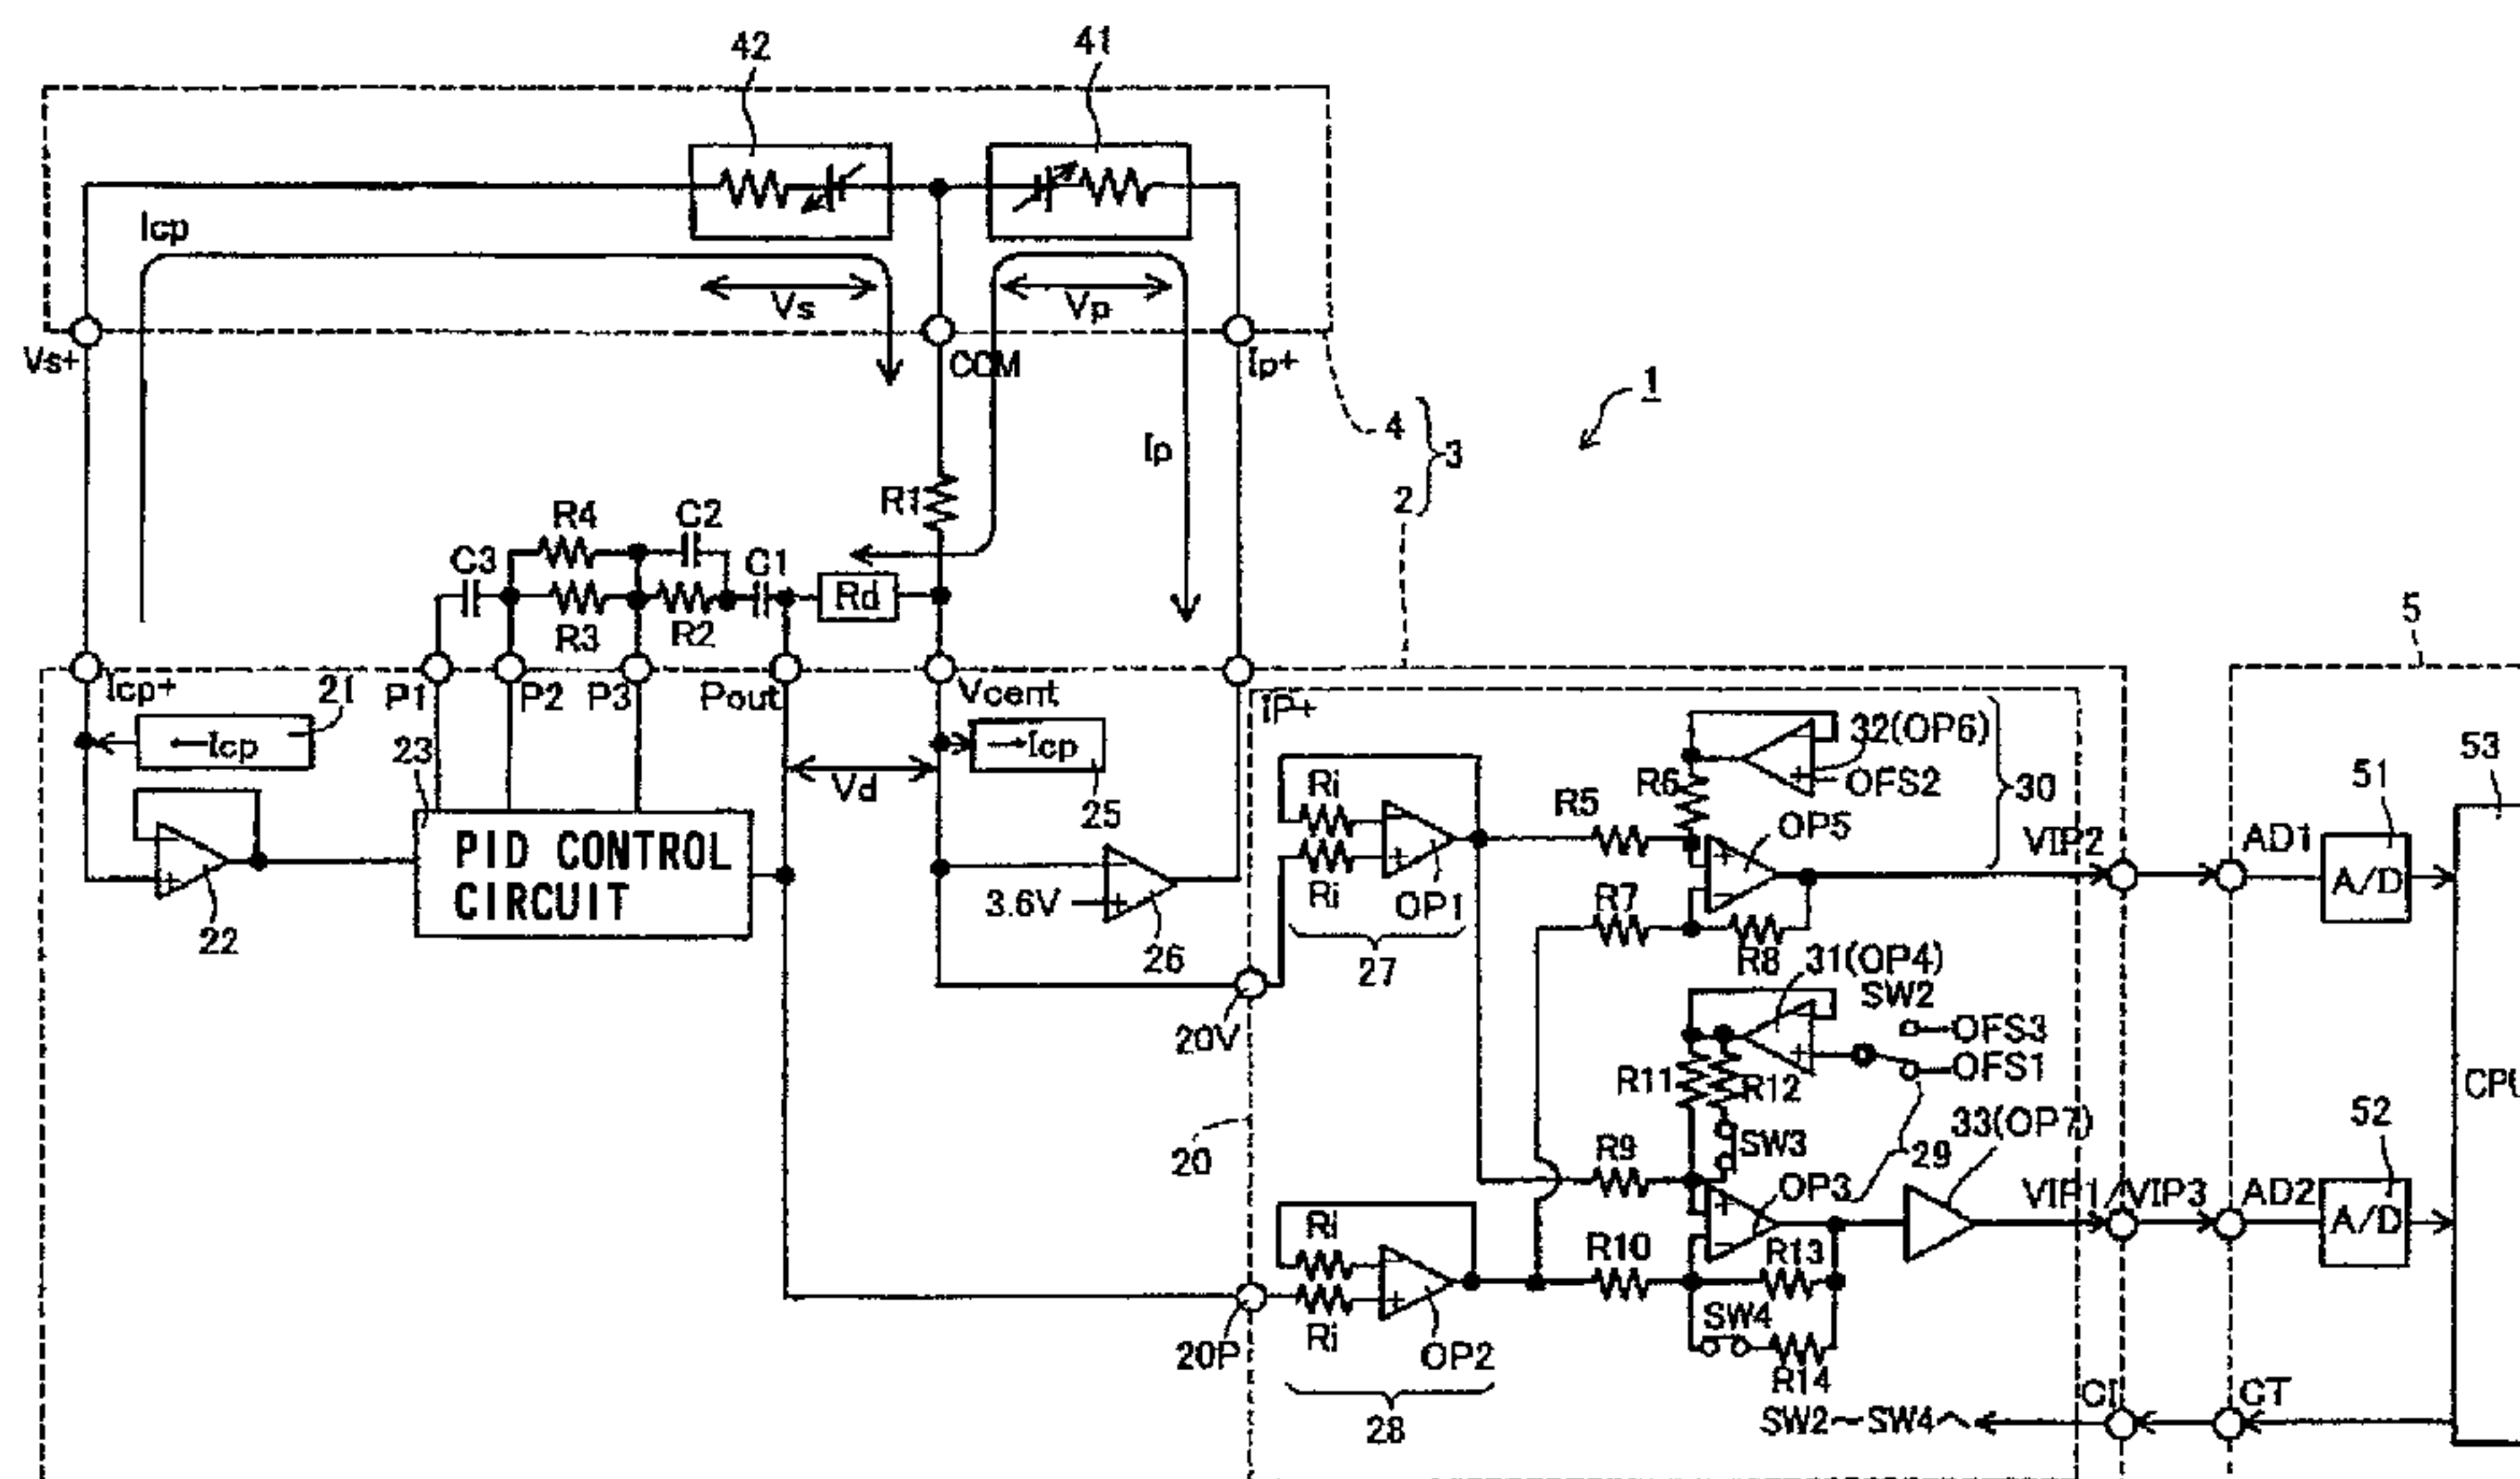 42
41
Icp
Vs
Vp
Vs+
COM
Ip+
1
4
3
2
Ip
R1
R4
C2
C3
C1
Rd
R3
R2
5
Icp+
21
P1
P2
P3
Pout
Vcent
iP+
←Icp
→Icp
23
Vd
25
32(OP6)
OFS2
30
53
Ri
R6
R5
OP5
51
PID CONTROL
CIRCUIT
VIP2
AD1
A/D
3.6V
Ri
OP1
R7
22
26
27
R8
31(OP4)
SW2
20V
OFS3
OFS1
R11
R12
CPU
33(OP7)
52
20
R9
SW3
29
OP3
VIP1/VIP3
AD2
A/D
Ri
R10
R13
SW4
20P
Ri
OP2
R14
CI
CT
28
SW2~SW4へ